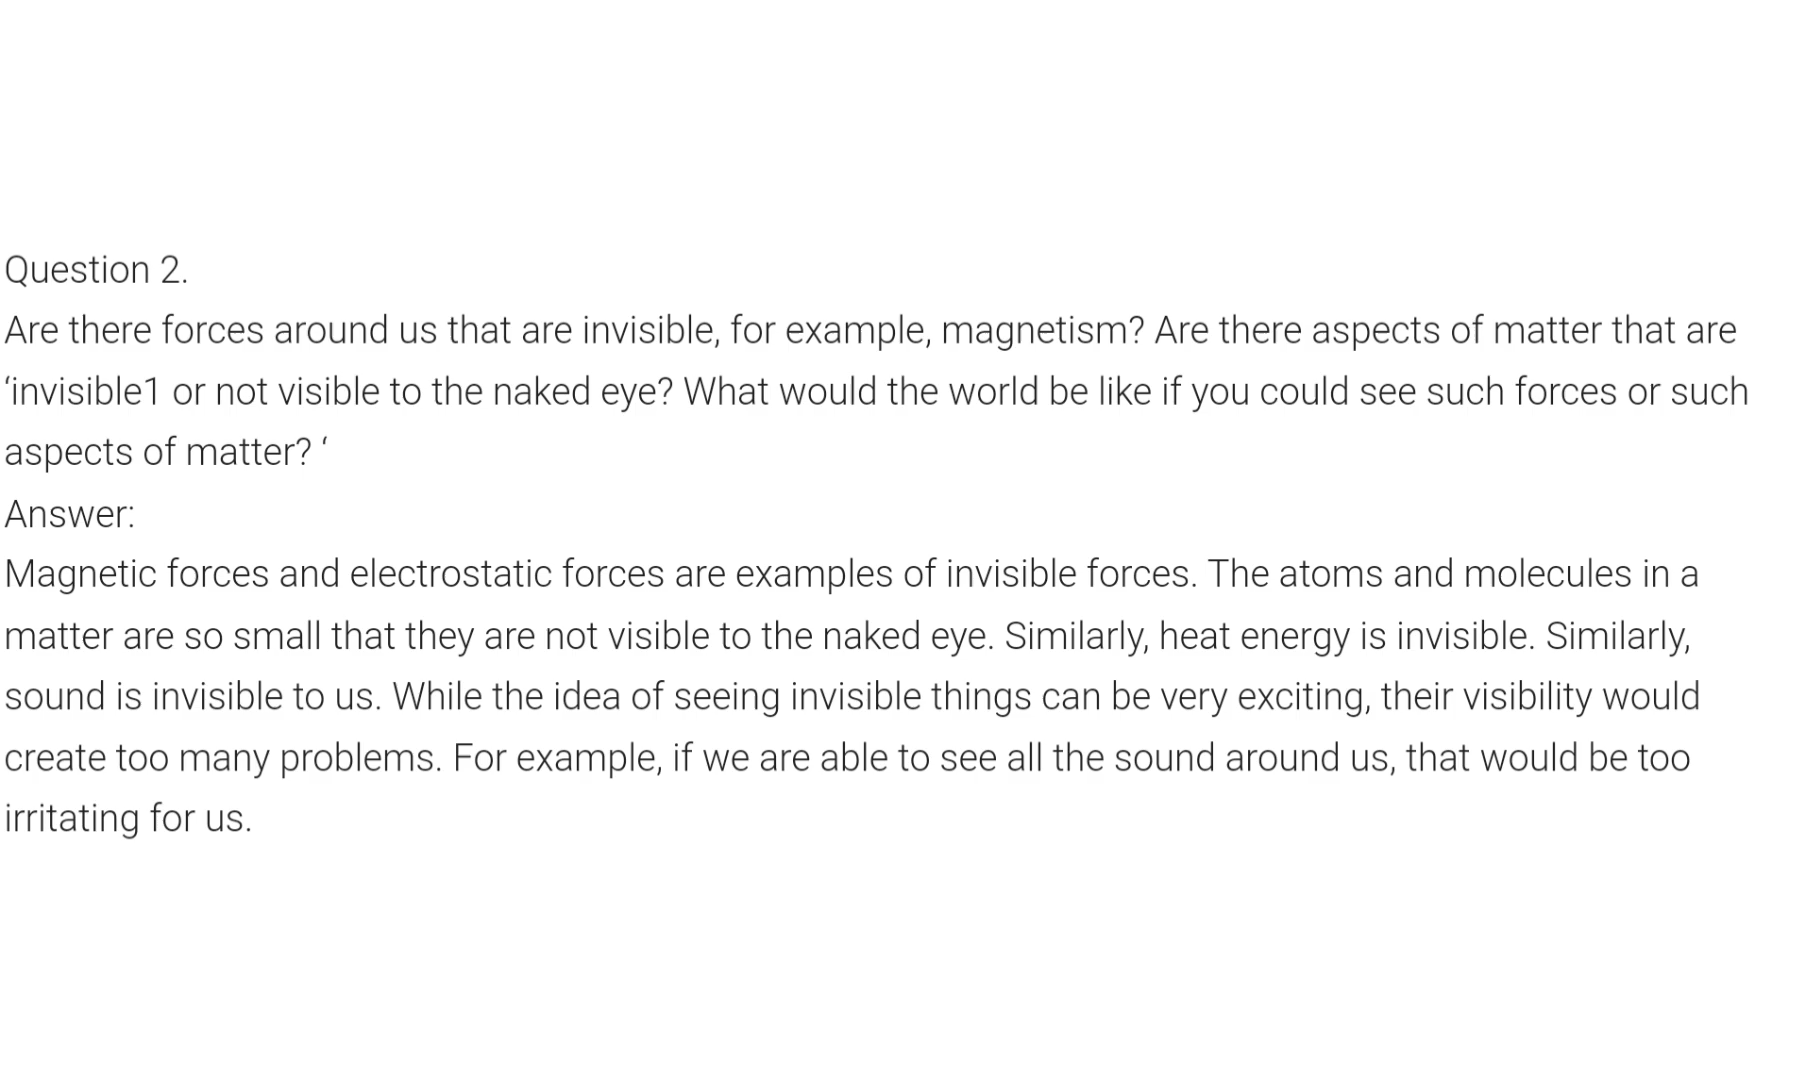 Question 2.
Are there forces around us that are invisible, for example, magnetism? Are there aspects of matter that are
‘invisible1 or not visible to the naked eye? What would the world be like if you could see such forces or such
aspects of matter? ‘
Answer:
Magnetic forces and electrostatic forces are examples of invisible forces. The atoms and molecules in a
matter are so small that they are not visible to the naked eye. Similarly, heat energy is invisible. Similarly,
sound is invisible to us. While the idea of seeing invisible things can be very exciting, their visibility would
create too many problems. For example, if we are able to see all the sound around us, that would be too
irritating for us.